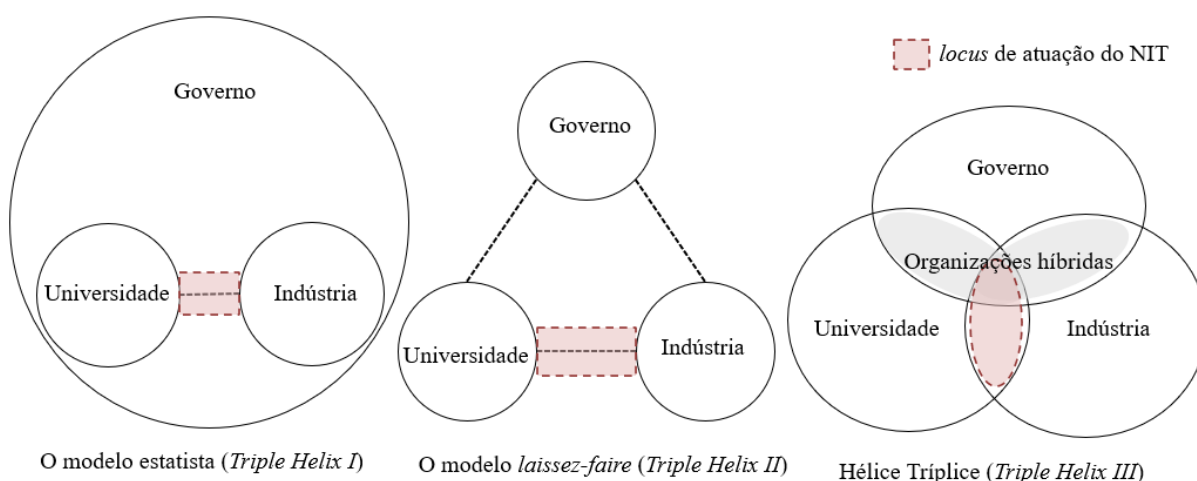 Governo
Universidade
Indústria
O modelo estatista (Triple Helix I)
Governo
Universidade
Indústria
O modelo laissez-faire (Triple Helix II)
locus de atuação do NIT
Governo
Organizações híbridas
Universidade
Indústria
Hélice Tríplice (Triple Helix III)